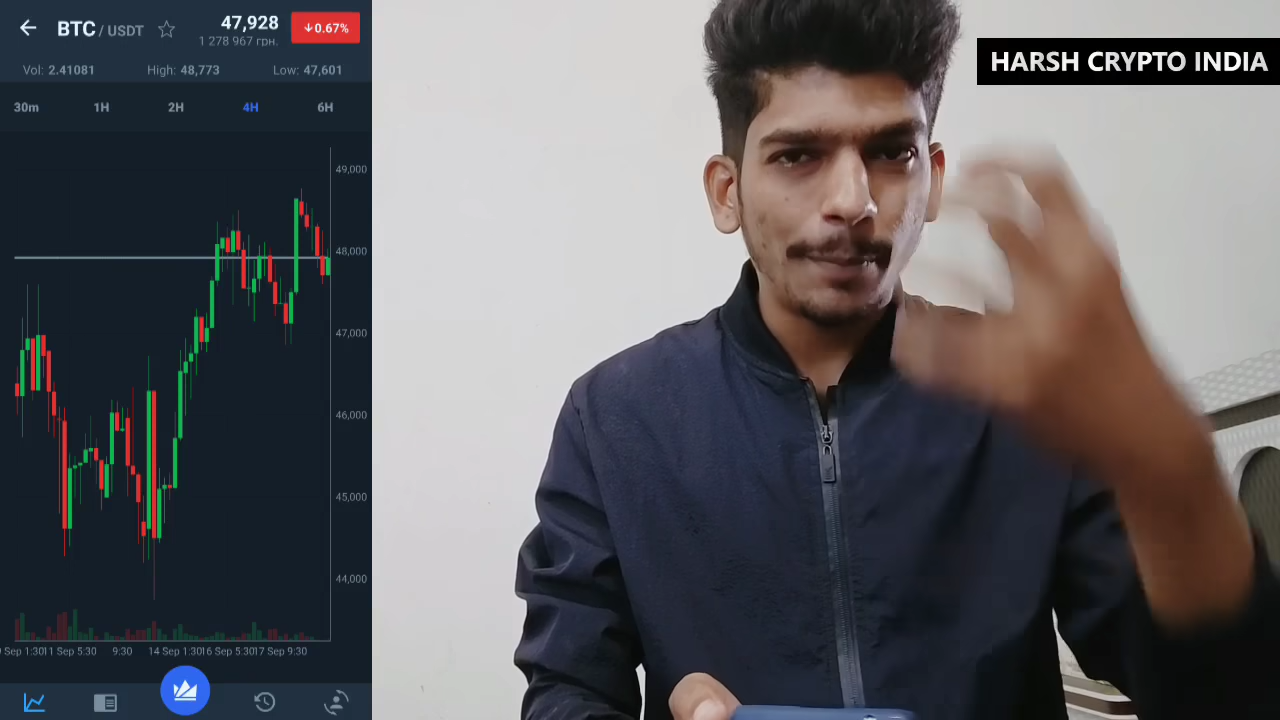 BTC / USDT
47,928
1 278 967 грн.
↓0.67%
Vol: 2.41081 High: 48,773 Low: 47,601
30m 1H 2H 4H 6H
49,000
48,000
47,000
46,000
45,000
44,000
9 Sep 1:30 11 Sep 5:30 9:30 14 Sep 1:30 16 Sep 5:30 17 Sep 9:30
HARSH CRYPTO INDIA